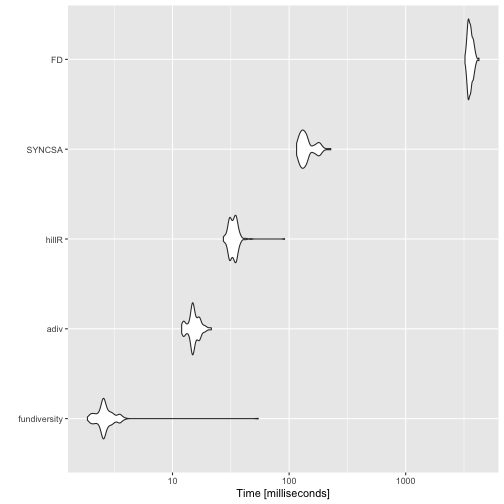 FD
SYNCSA
hillR
adiv
fundiversity
10 100 1000
Time [milliseconds]